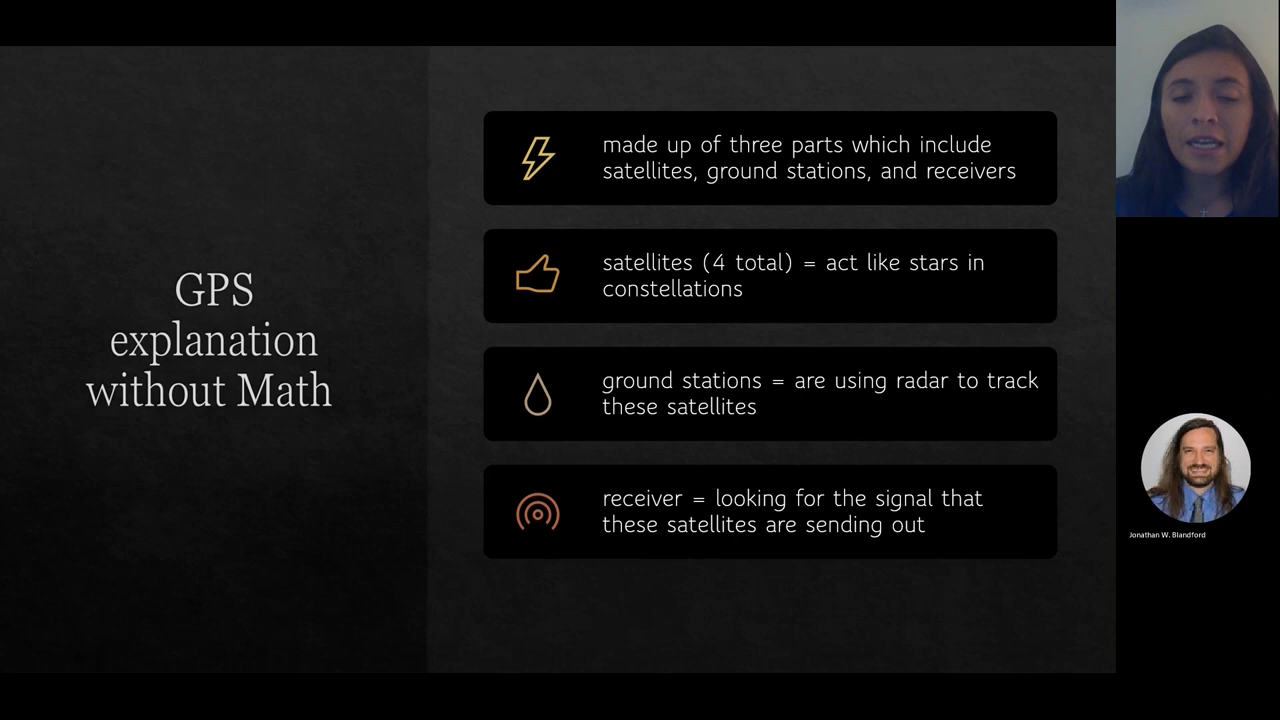 GPS
explanation
without Math
made up of three parts which include
satellites, ground stations, and receivers
satellites (4 total) = act like stars in
constellations
ground stations = are using radar to track
these satellites
receiver = looking for the signal that
these satellites are sending out
Jonathan W. Blandford